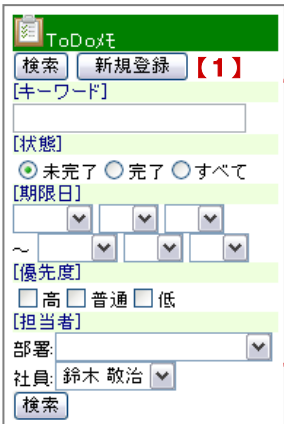 ToDoメモ
検索 新規登録 【1】
[キーワード]
[状態]
未完了 完了 すべて
[期限日]
～
[優先度]
高 普通 低
[担当者]
部署:
社員: 鈴木 敬治
検索